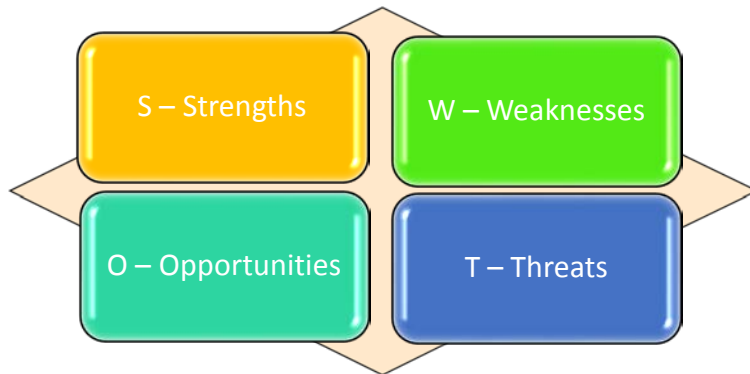 S – Strengths
W – Weaknesses
O – Opportunities
T – Threats